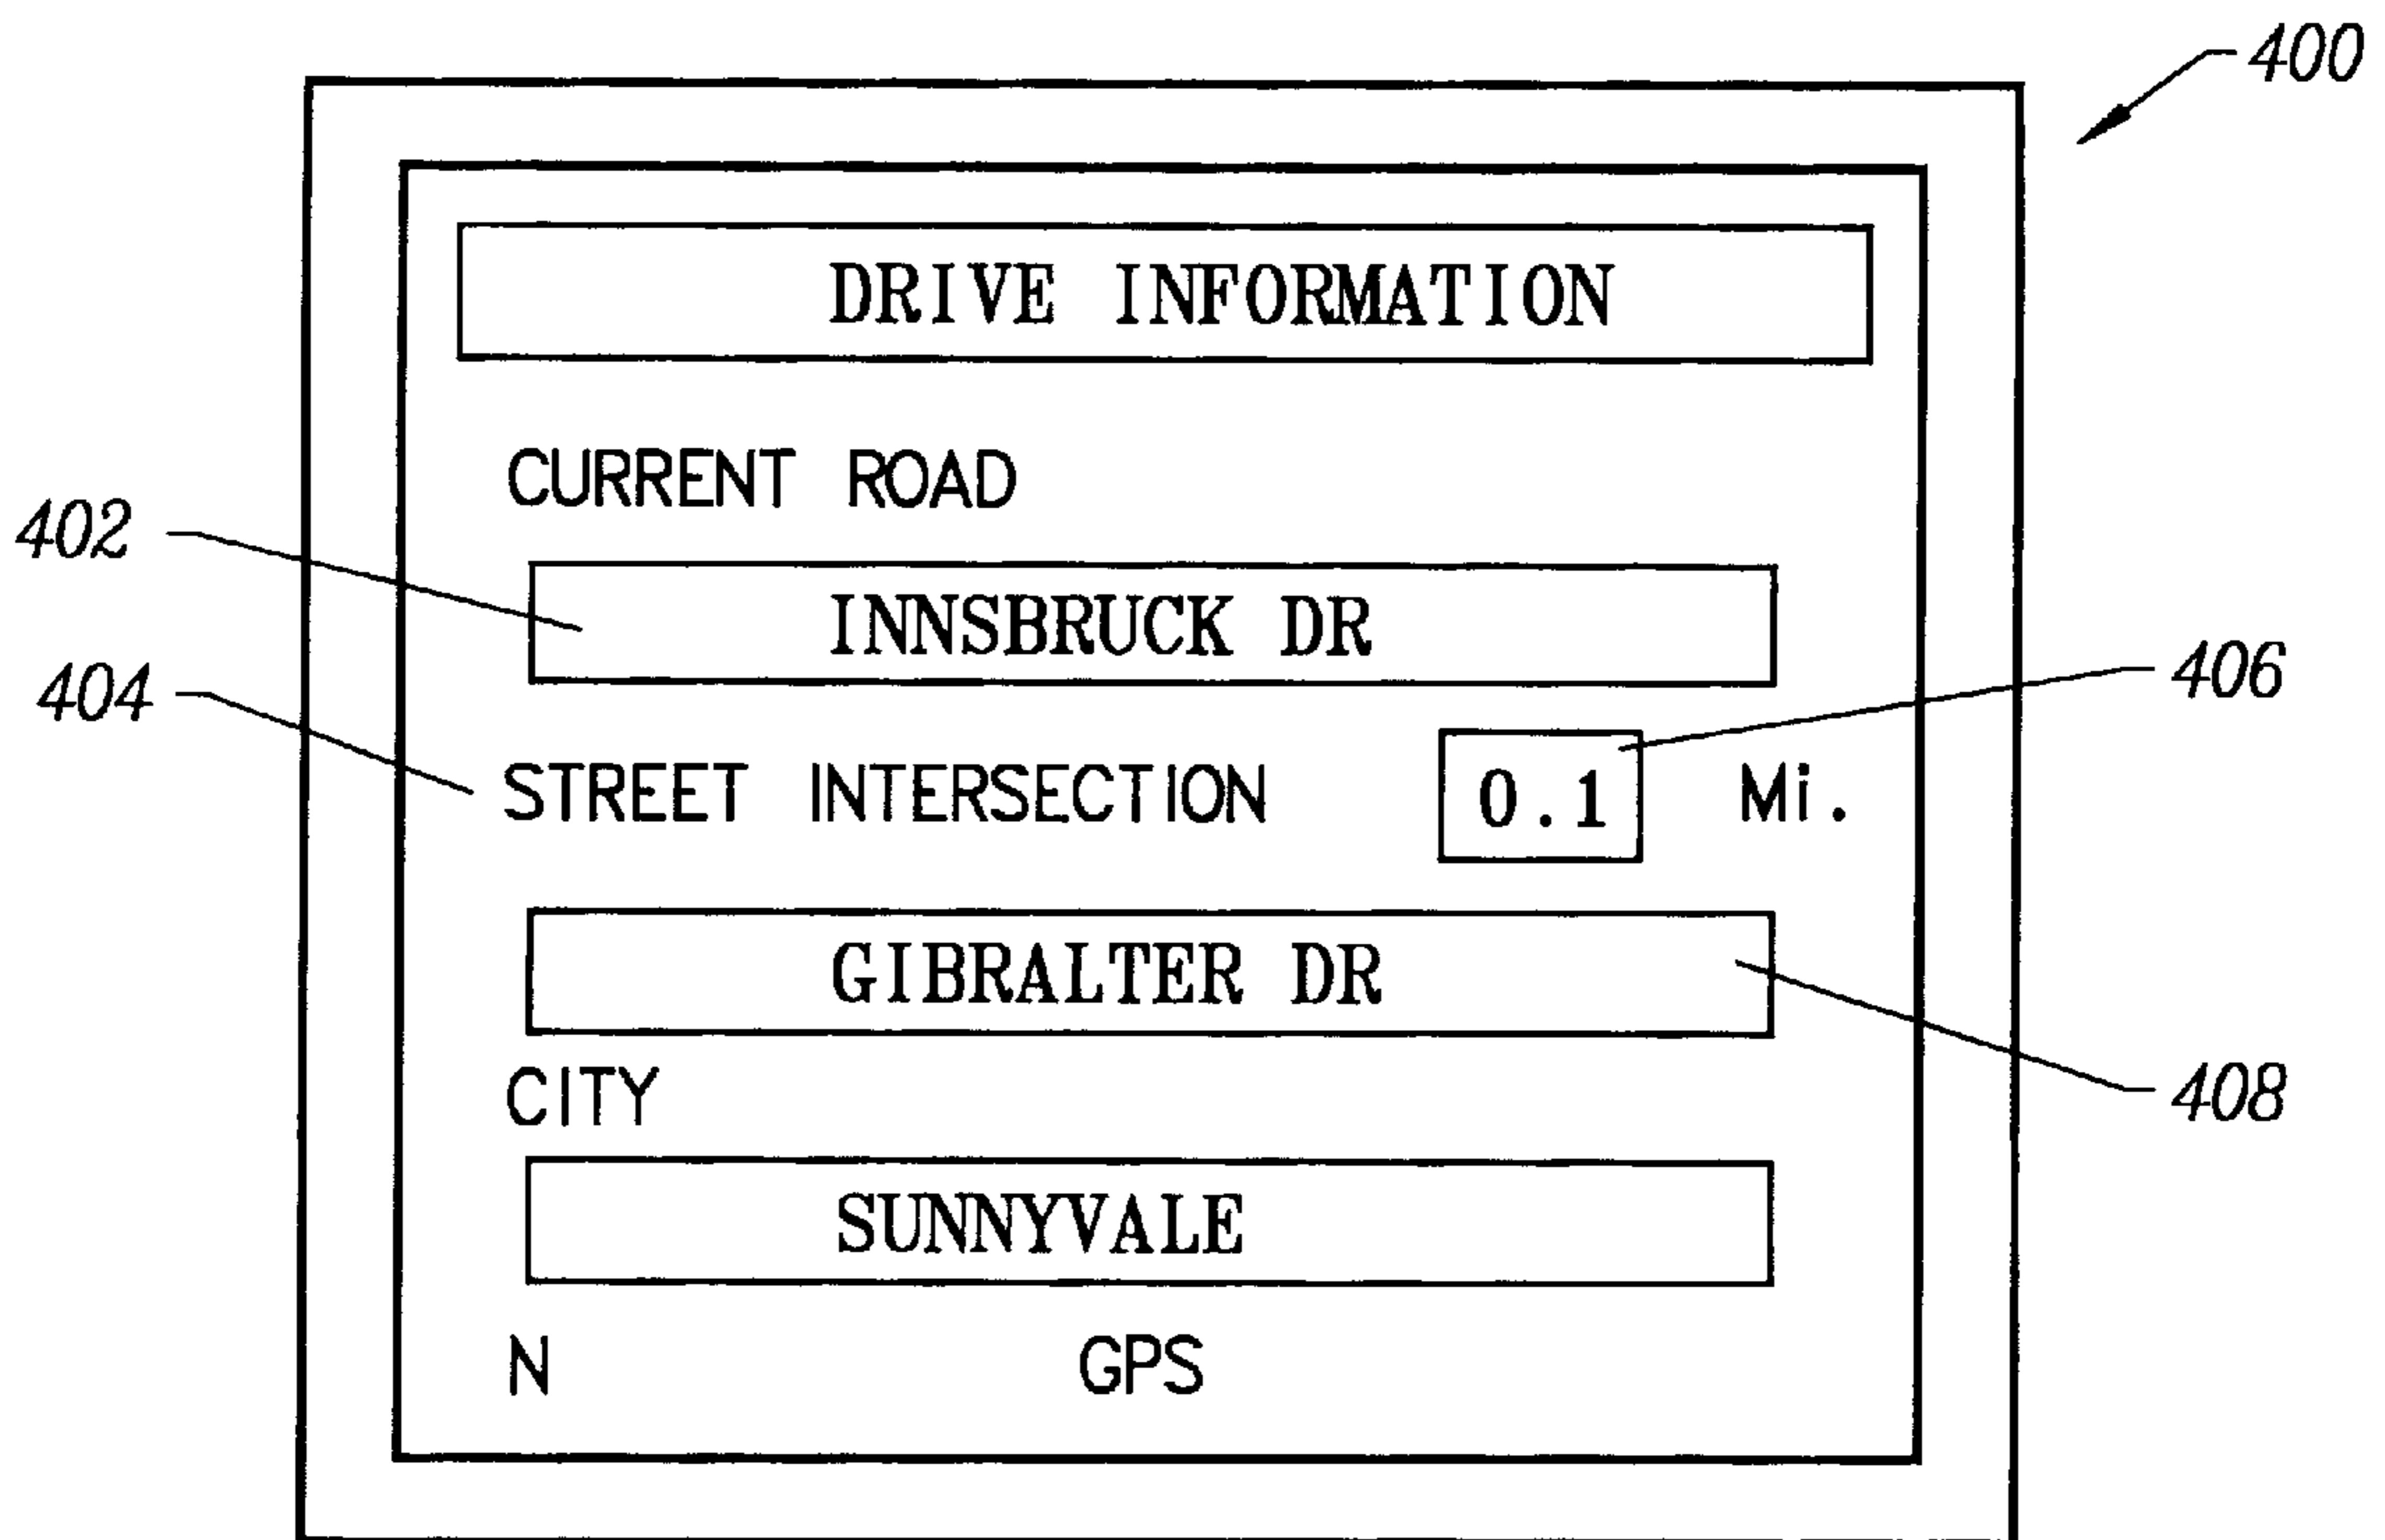 400
DRIVE INFORMATION
CURRENT ROAD
402
INNSBRUCK DR
404
406
STREET INTERSECTION 0.1 Mi.
GIBRALTER DR
408
CITY
SUNNYVALE
N GPS